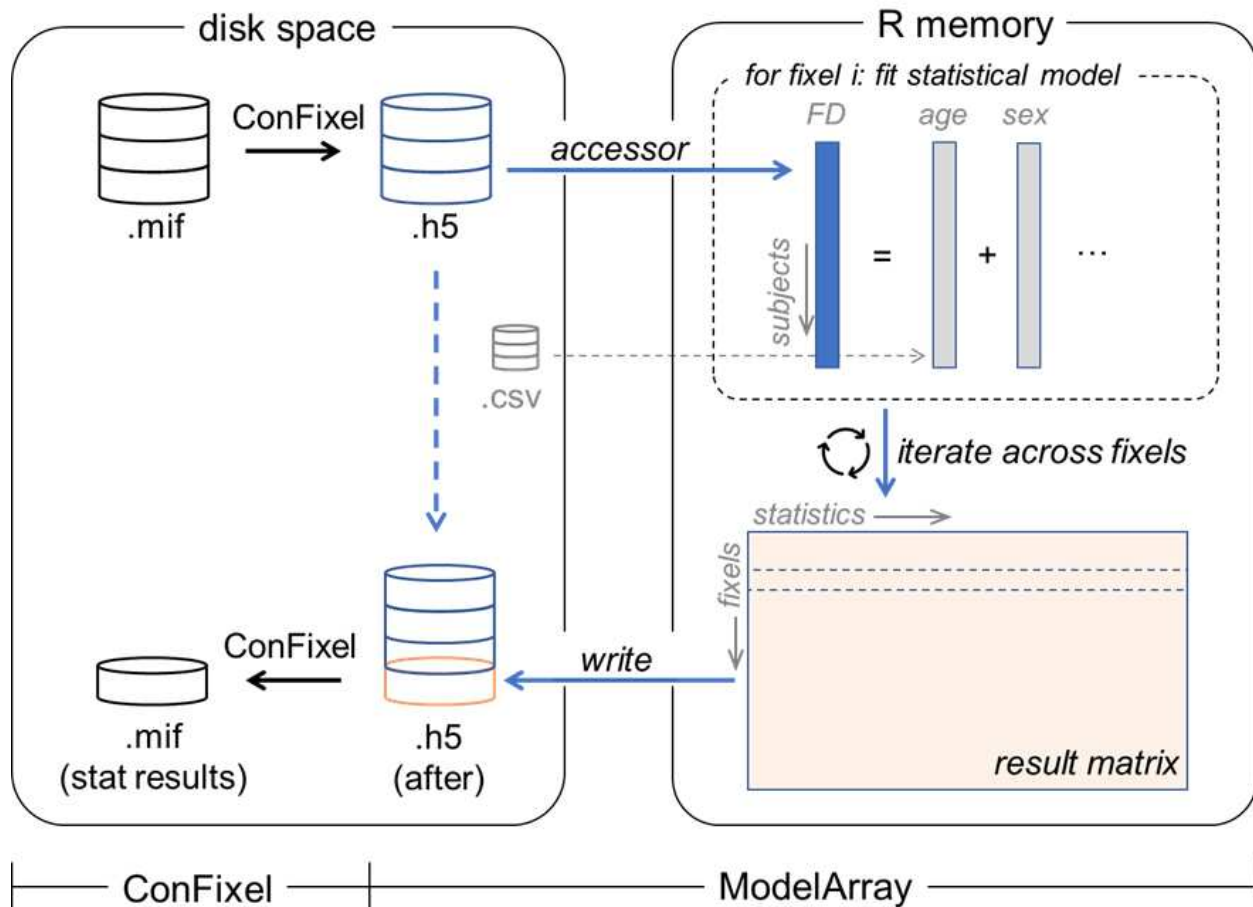 disk space
R memory
for fixel i: fit statistical model
ConFixel
.mif
.h5
accessor
FD
age
sex
subjects
=
+
...
.csv
iterate across fixels
statistics
fixels
result matrix
write
ConFixel
.mif
(stat results)
.h5
(after)
ConFixel
ModelArray